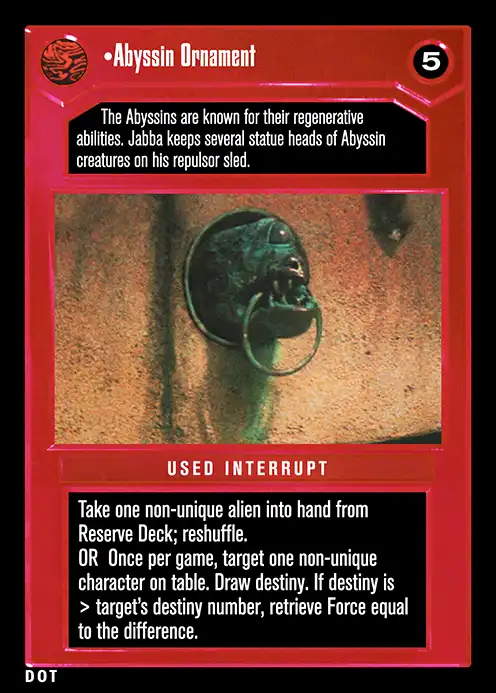 •Abyssin Ornament
5
The Abyssins are known for their regenerative
abilities. Jabba keeps several statue heads of Abyssin
creatures on his repulsor sled.
USED INTERRUPT
Take one non-unique alien into hand from
Reserve Deck; reshuffle.
OR Once per game, target one non-unique
character on table. Draw destiny. If destiny is
> target's destiny number, retrieve Force equal
to the difference.
DOT